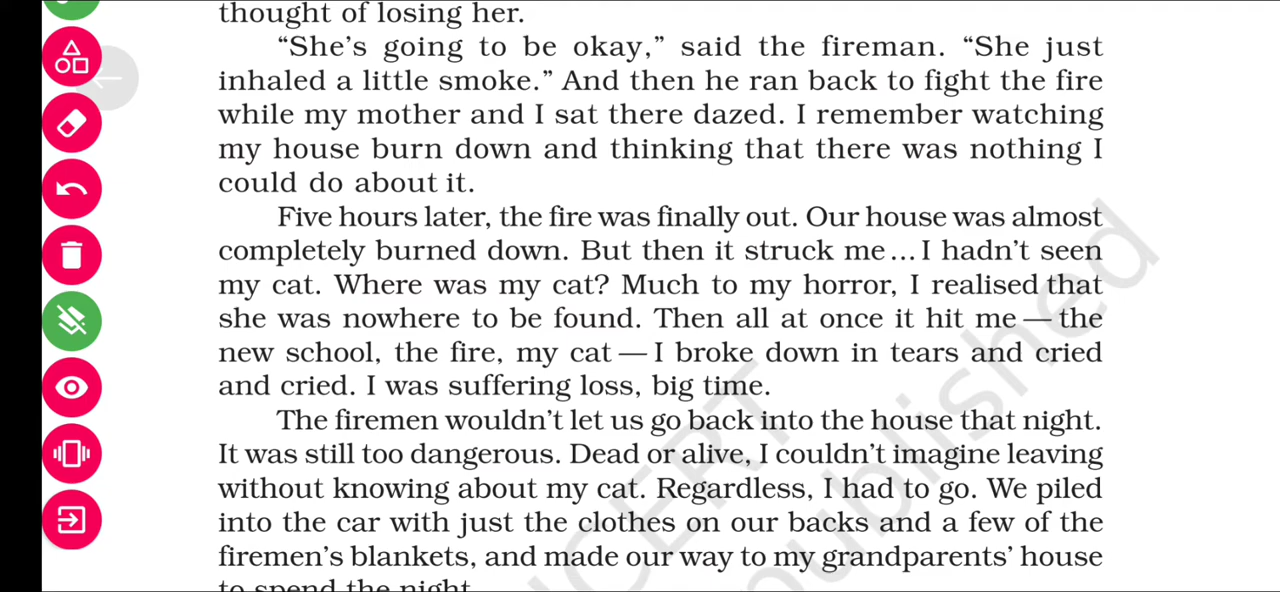 thought of losing her.
“She’s going to be okay,” said the fireman. “She just
inhaled a little smoke.” And then he ran back to fight the fire
while my mother and I sat there dazed. I remember watching
my house burn down and thinking that there was nothing I
could do about it.
Five hours later, the fire was finally out. Our house was almost
completely burned down. But then it struck me...I hadn’t seen
my cat. Where was my cat? Much to my horror, I realised that
she was nowhere to be found. Then all at once it hit me — the
new school, the fire, my cat — I broke down in tears and cried
and cried. I was suffering loss, big time.
The firemen wouldn’t let us go back into the house that night.
It was still too dangerous. Dead or alive, I couldn’t imagine leaving
without knowing about my cat. Regardless, I had to go. We piled
into the car with just the clothes on our backs and a few of the
firemen’s blankets, and made our way to my grandparents’ house
to spend the night.
NCERT
published